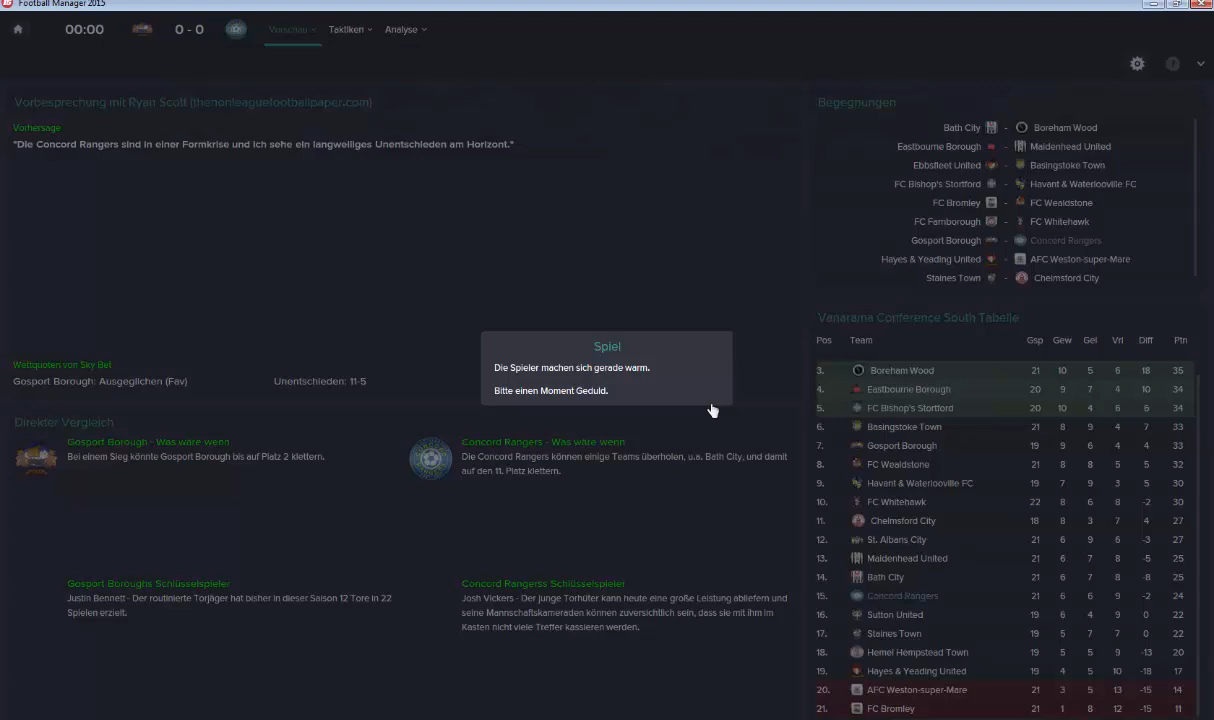 Football Manager 2015
00:00
0 - 0
Vorschau
Taktiken
Analyse
Vorbesprechung mit Ryan Scott (thenonleaguefootballpaper.com)
Vorhersage
"Die Concord Rangers sind in einer Formkrise und ich sehe ein langweiliges Unentschieden am Horizont."
Wettquoten von Sky Bet
Gosport Borough: Ausgeglichen (Fav)
Unentschieden: 11-5
Direkter Vergleich
Gosport Borough - Was wäre wenn
Bei einem Sieg könnte Gosport Borough bis auf Platz 2 klettern.
Concord Rangers - Was wäre wenn
Die Concord Rangers können einige Teams überholen, u.a. Bath City, und damit
auf den 11. Platz klettern.
Gosport Boroughs Schlüsselspieler
Justin Bennett - Der routinierte Torjäger hat bisher in dieser Saison 12 Tore in 22
Spielen erzielt.
Concord Rangerss Schlüsselspieler
Josh Vickers - Der junge Torhüter kann heute eine große Leistung abliefern und
seine Mannschaftskameraden können zuversichtlich sein, dass sie mit ihm im
Kasten nicht viele Treffer kassieren werden.
Spiel
Die Spieler machen sich gerade warm.
Bitte einen Moment Geduld.
Begegnungen
Bath City - Boreham Wood
Eastbourne Borough - Maidenhead United
Ebbsfleet United - Basingstoke Town
FC Bishop's Stortford - Havant & Waterlooville FC
FC Bromley - FC Wealdstone
FC Farnborough - FC Whitehawk
Gosport Borough - Concord Rangers
Hayes & Yeading United - AFC Weston-super-Mare
Staines Town - Chelmsford City
Vanarama Conference South Tabelle
Pos Team Gsp Gew Gel Vrl Diff Ptn
3. Boreham Wood 21 10 5 6 18 35
4. Eastbourne Borough 20 9 7 4 10 34
5. FC Bishop's Stortford 20 10 4 6 6 34
6. Basingstoke Town 21 8 9 4 7 33
7. Gosport Borough 19 9 6 4 4 33
8. FC Wealdstone 21 8 8 5 5 32
9. Havant & Waterlooville FC 19 7 9 3 5 30
10. FC Whitehawk 22 8 6 8 -2 30
11. Chelmsford City 18 8 3 7 4 27
12. St. Albans City 21 6 9 6 -3 27
13. Maidenhead United 21 6 7 8 -5 25
14. Bath City 21 6 7 8 -8 25
15. Concord Rangers 21 6 6 9 -2 24
16. Sutton United 19 6 4 9 0 22
17. Staines Town 19 5 7 7 0 22
18. Hemel Hempstead Town 19 5 5 9 -13 20
19. Hayes & Yeading United 19 4 5 10 -18 17
20. AFC Weston-super-Mare 21 3 5 13 -15 14
21. FC Bromley 21 1 8 12 -15 11